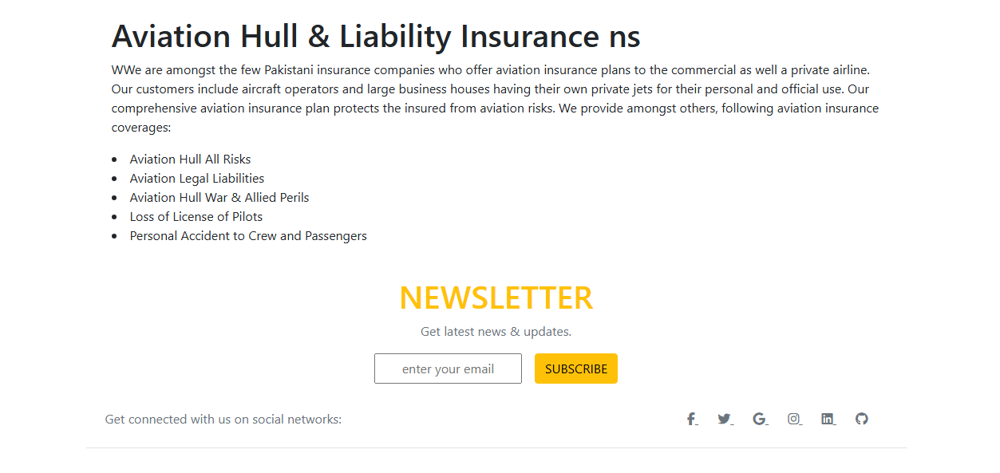 Aviation Hull & Liability Insurance ns
WWe are amongst the few Pakistani insurance companies who offer aviation insurance plans to the commercial as well a private airline.
Our customers include aircraft operators and large business houses having their own private jets for their personal and official use. Our
comprehensive aviation insurance plan protects the insured from aviation risks. We provide amongst others, following aviation insurance
coverages:
• Aviation Hull All Risks
• Aviation Legal Liabilities
• Aviation Hull War & Allied Perils
• Loss of License of Pilots
• Personal Accident to Crew and Passengers
NEWSLETTER
Get latest news & updates.
enter your email SUBSCRIBE
Get connected with us on social networks: